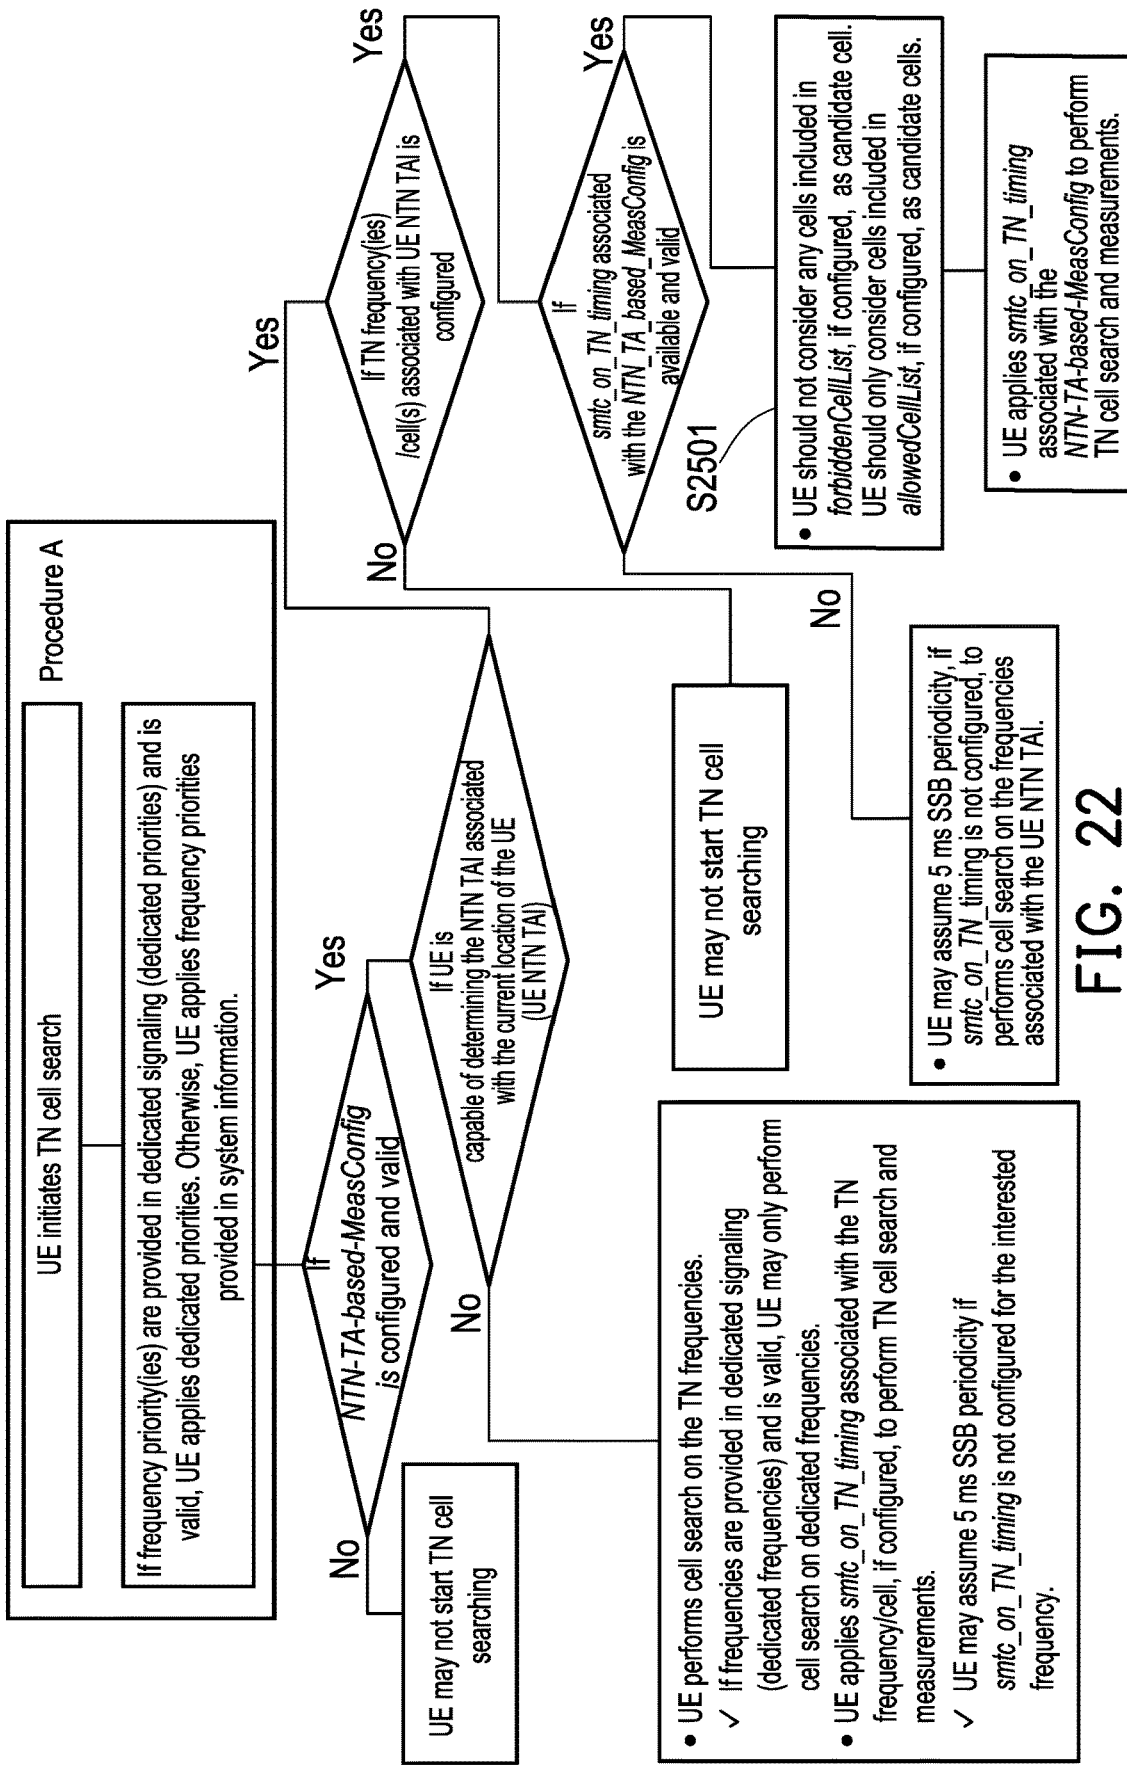 Procedure A
UE initiates TN cell search
If frequency priority(ies) are provided in dedicated signaling (dedicated priorities) and is
valid, UE applies dedicated priorities. Otherwise, UE applies frequency priorities
provided in system information.
If
NTN-TA-based-MeasConfig
is configured and valid
No
Yes
UE may not start TN cell
searching
If UE is
capable of determining the NTN TAI associated
with the current location of the UE
(UE NTN TAI)
No
Yes
• UE performs cell search on the TN frequencies.
✓ If frequencies are provided in dedicated signaling
(dedicated frequencies) and is valid, UE may only perform
cell search on dedicated frequencies.
• UE applies smtc_on_TN_timing associated with the TN
frequency/cell, if configured, to perform TN cell search and
measurements.
✓ UE may assume 5 ms SSB periodicity if
smtc_on_TN_timing is not configured for the interested
frequency.
If TN frequency(ies)
/cell(s) associated with UE NTN TAI is
configured
No
Yes
UE may not start TN cell
searching
If
smtc_on_TN_timing associated
with the NTN_TA_based_MeasConfig is
available and valid
No
Yes
• UE may assume 5 ms SSB periodicity, if
smtc_on_TN_timing is not configured, to
performs cell search on the frequencies
associated with the UE NTN TAI.
S2501
• UE should not consider any cells included in
forbiddenCellList, if configured, as candidate cell.
UE should only consider cells included in
allowedCellList, if configured, as candidate cells.
• UE applies smtc_on_TN_timing
associated with the
NTN-TA-based-MeasConfig to perform
TN cell search and measurements.
FIG. 22